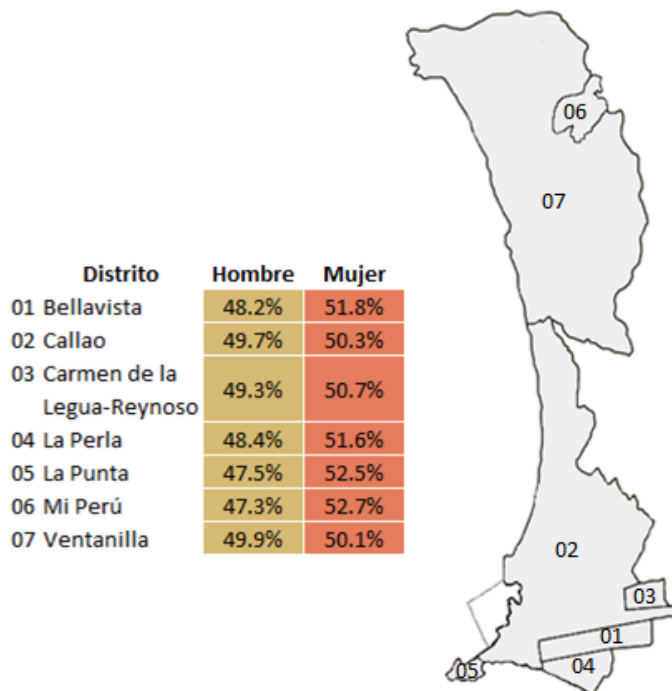 Distrito Hombre Mujer
01 Bellavista 48.2% 51.8%
02 Callao 49.7% 50.3%
03 Carmen de la
Legua-Reynoso 49.3% 50.7%
04 La Perla 48.4% 51.6%
05 La Punta 47.5% 52.5%
06 Mi Perú 47.3% 52.7%
07 Ventanilla 49.9% 50.1%
06
07
02
03
01
04
05